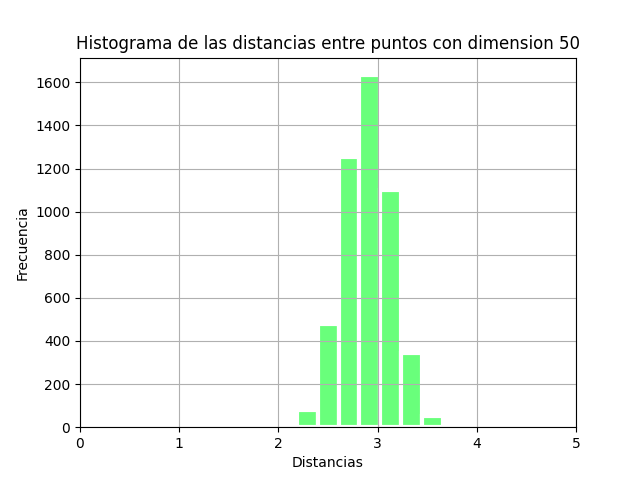 Histograma de las distancias entre puntos con dimension 50
Frecuencia
1600
1400
1200
1000
800
600
400
200
0
0 1 2 3 4 5
Distancias